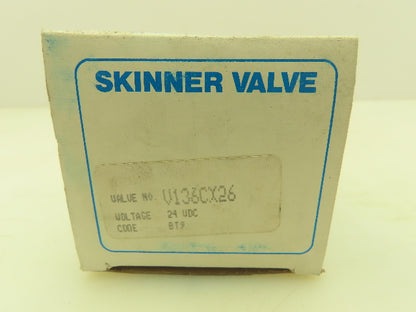 SKINNER VALVE
VALVE NO. V136CX26
VOLTAGE 24 VDC
CODE BT9